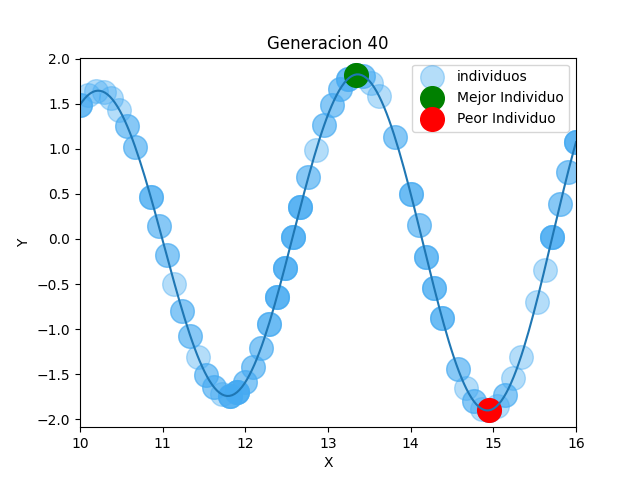 Generacion 40
2.0
1.5
1.0
0.5
0.0
−0.5
−1.0
−1.5
−2.0
Y
individuos
Mejor Individuo
Peor Individuo
10 11 12 13 14 15 16
X